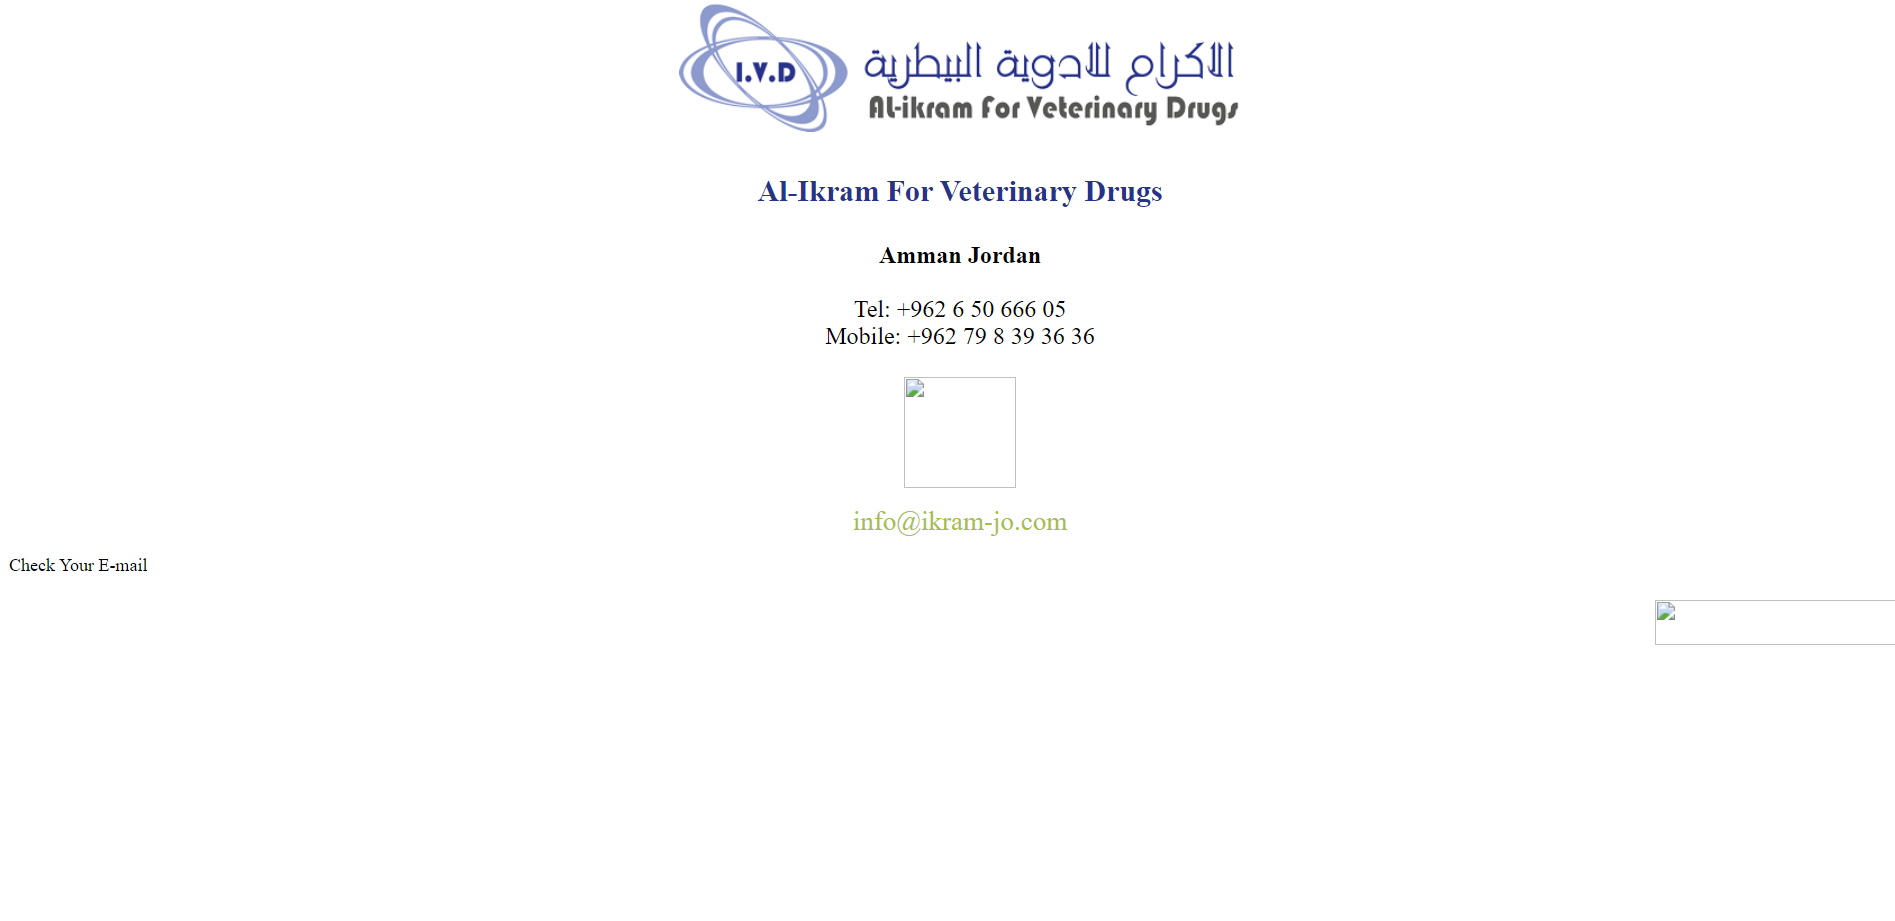 I.V.D
الاكرام للادوية البيطرية
AL-ikram For Veterinary Drugs
Al-Ikram For Veterinary Drugs
Amman Jordan
Tel: +962 6 50 666 05
Mobile: +962 79 8 39 36 36
info@ikram-jo.com
Check Your E-mail